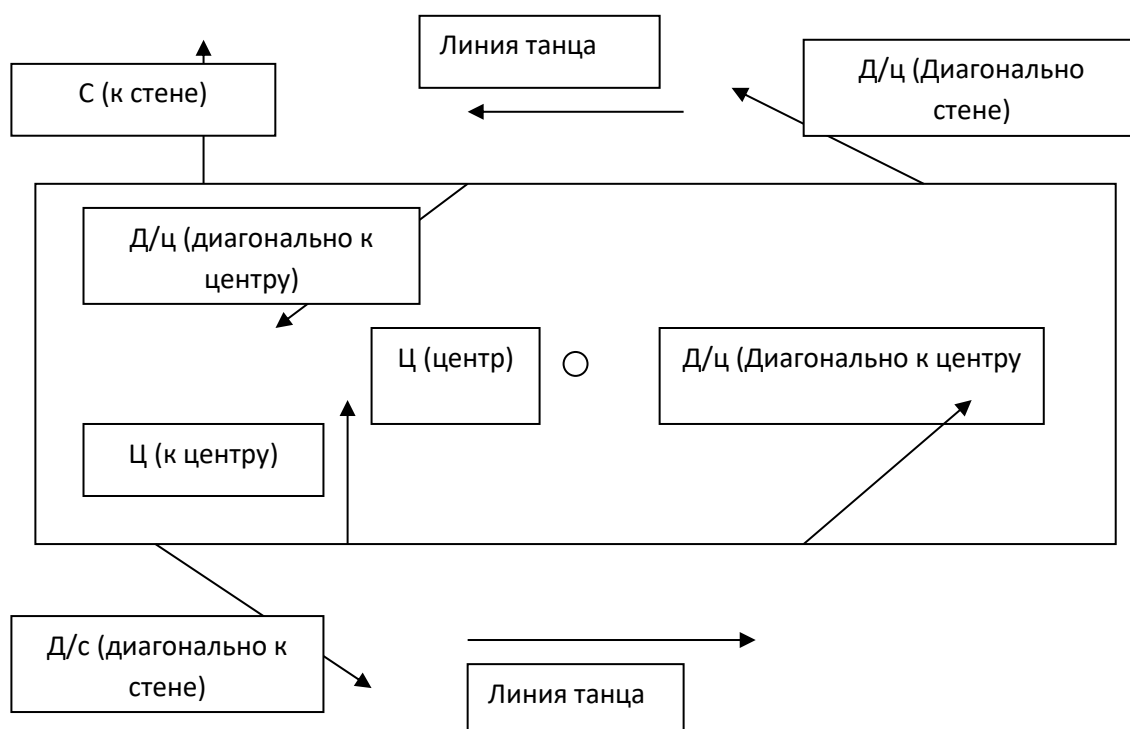 Линия танца
С (к стене)
Д/ц (Диагонально
стене)
Д/ц (диагонально к
центру)
Ц (центр)
Д/ц (Диагонально к центру
Ц (к центру)
Д/с (диагонально к
стене)
Линия танца